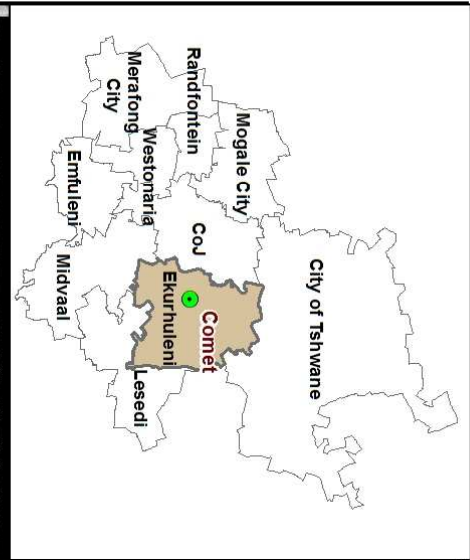 City of Tshwane
Mogale City
Randfontein
Merafong
City
Westonaria
CoJ
Comet
Ekurhuleni
Emfuleni
Midvaal
Lesedi